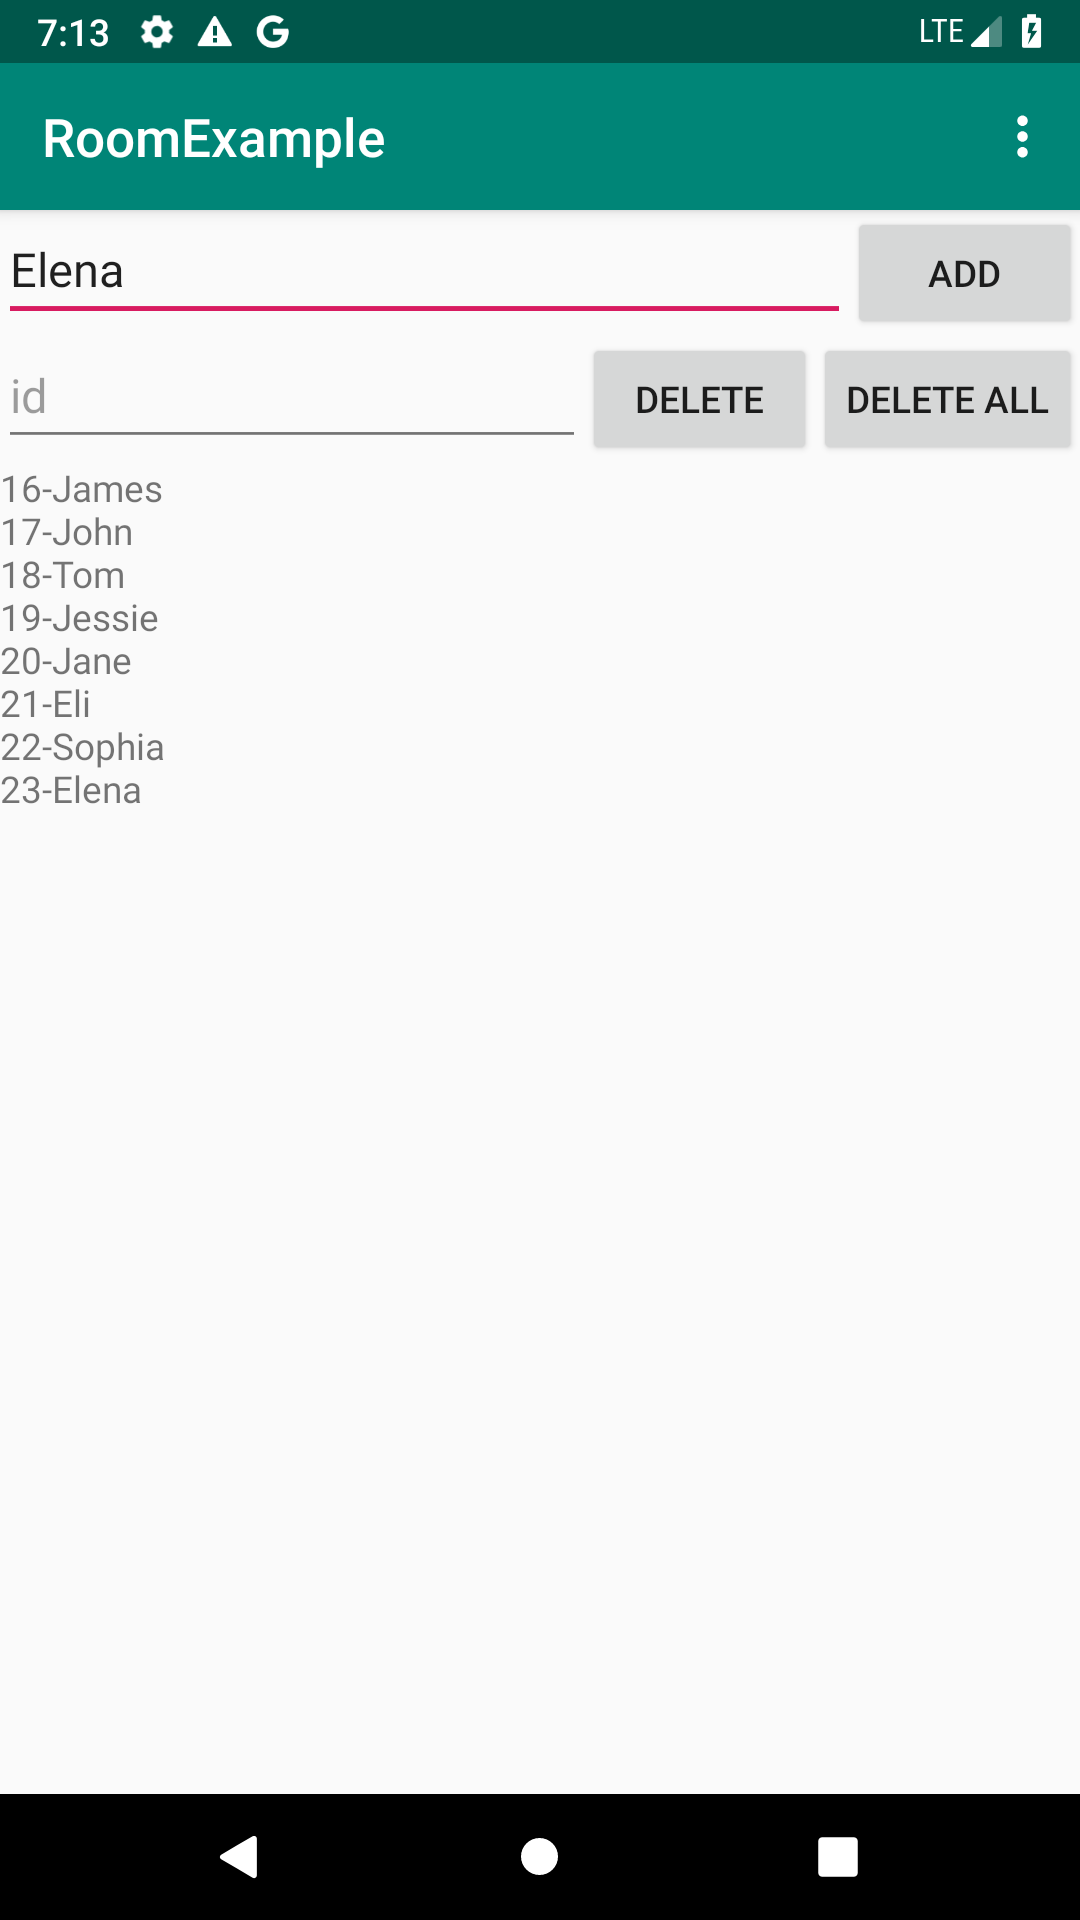 7:13 LTE
RoomExample
Elena ADD
id DELETE DELETE ALL
16-James
17-John
18-Tom
19-Jessie
20-Jane
21-Eli
22-Sophia
23-Elena